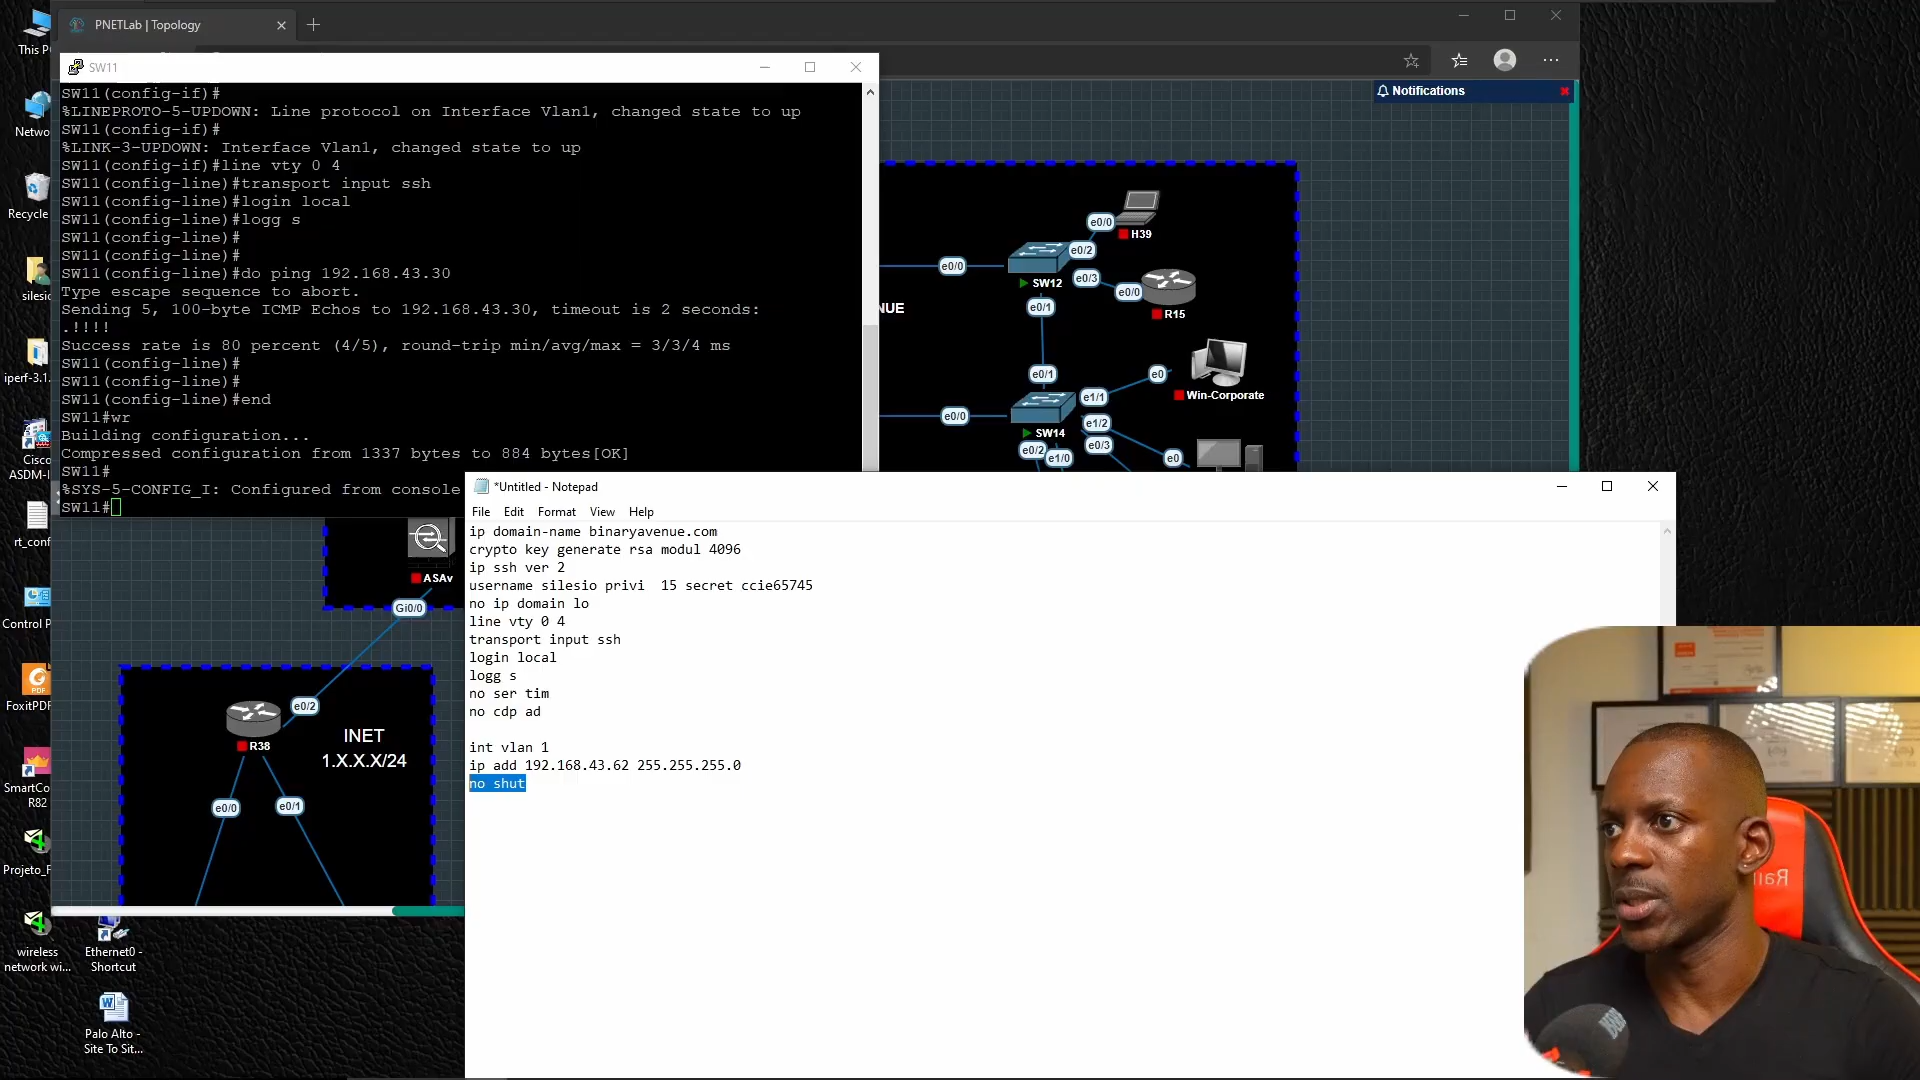 This P
PNETLab | Topology
SW11
SW11(config-if)#
%LINEPROTO-5-UPDOWN: Line protocol on Interface Vlan1, changed state to up
SW11(config-if)#
%LINK-3-UPDOWN: Interface Vlan1, changed state to up
SW11(config-if)#line vty 0 4
SW11(config-line)#transport input ssh
SW11(config-line)#login local
SW11(config-line)#logg s
SW11(config-line)#
SW11(config-line)#
SW11(config-line)#do ping 192.168.43.30
Type escape sequence to abort.
Sending 5, 100-byte ICMP Echos to 192.168.43.30, timeout is 2 seconds:
.!!!!
Success rate is 80 percent (4/5), round-trip min/avg/max = 3/3/4 ms
SW11(config-line)#
SW11(config-line)#
SW11(config-line)#end
SW11#wr
Building configuration...
Compressed configuration from 1337 bytes to 884 bytes[OK]
SW11#
%SYS-5-CONFIG_I: Configured from console
SW11#
Notifications
e0/0
H39
e0/2
e0/0
SW12
e0/3
e0/0
R15
e0/1
NUE
e0/1
e0
e1/1
Win-Corporate
e0/0
e1/2
SW14
e0/3
e0/2
e1/0
e0
*Untitled - Notepad
File Edit Format View Help
ip domain-name binaryavenue.com
crypto key generate rsa modul 4096
ip ssh ver 2
username silesio privi  15 secret ccie65745
no ip domain lo
line vty 0 4
transport input ssh
login local
logg s
no ser tim
no cdp ad
int vlan 1
ip add 192.168.43.62 255.255.255.0
no shut
ASAv
Gi0/0
e0/2
R38
INET
1.X.X.X/24
e0/0
e0/1
Netwo
Recycle
silesi
iperf-3.1.
Cisco
ASDM-I
rt_conf
Control P
FoxitPDF
SmartCo
R82
Projeto_F
wireless
network wi...
Ethernet0 -
Shortcut
Palo Alto -
Site To Sit...